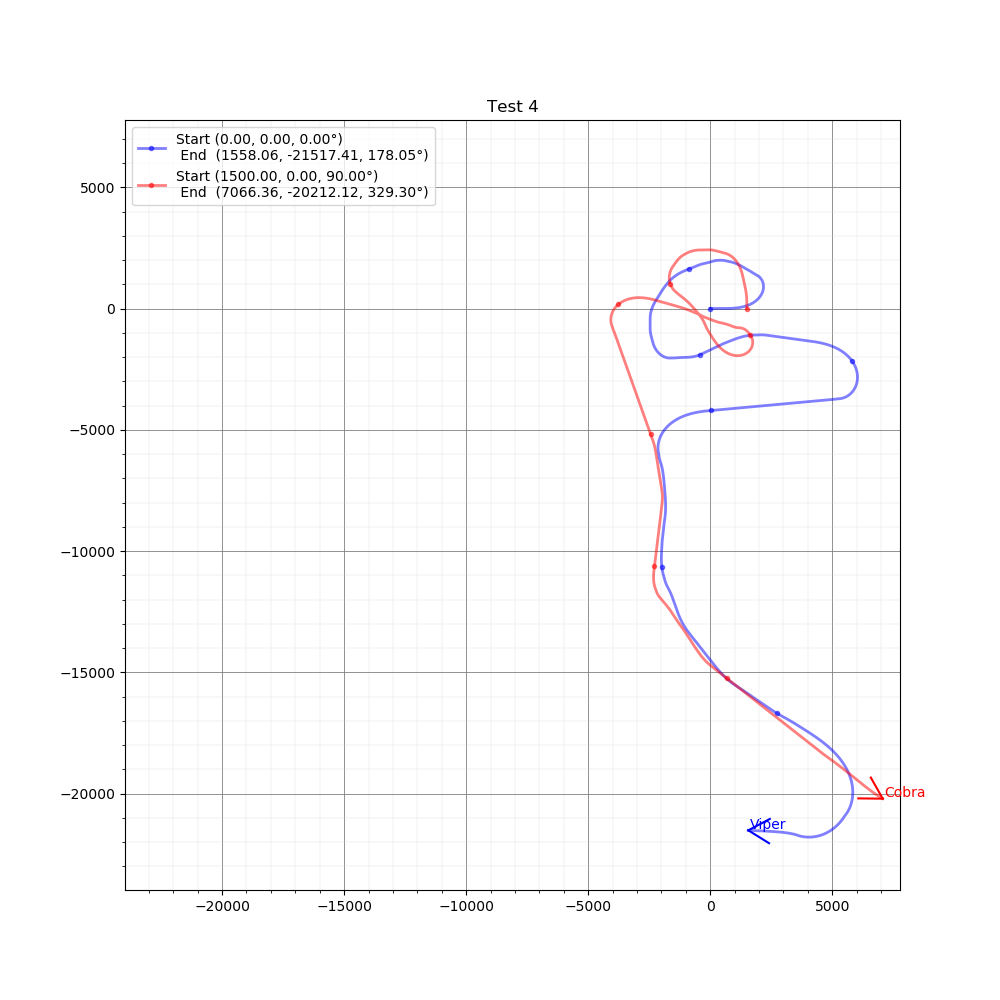 Test 4
Start (0.00, 0.00, 0.00°)
End  (1558.06, -21517.41, 178.05°)
Start (1500.00, 0.00, 90.00°)
End  (7066.36, -20212.12, 329.30°)
5000
0
−5000
−10000
−15000
−20000
Cobra
Viper
−20000
−15000
−10000
−5000
0
5000